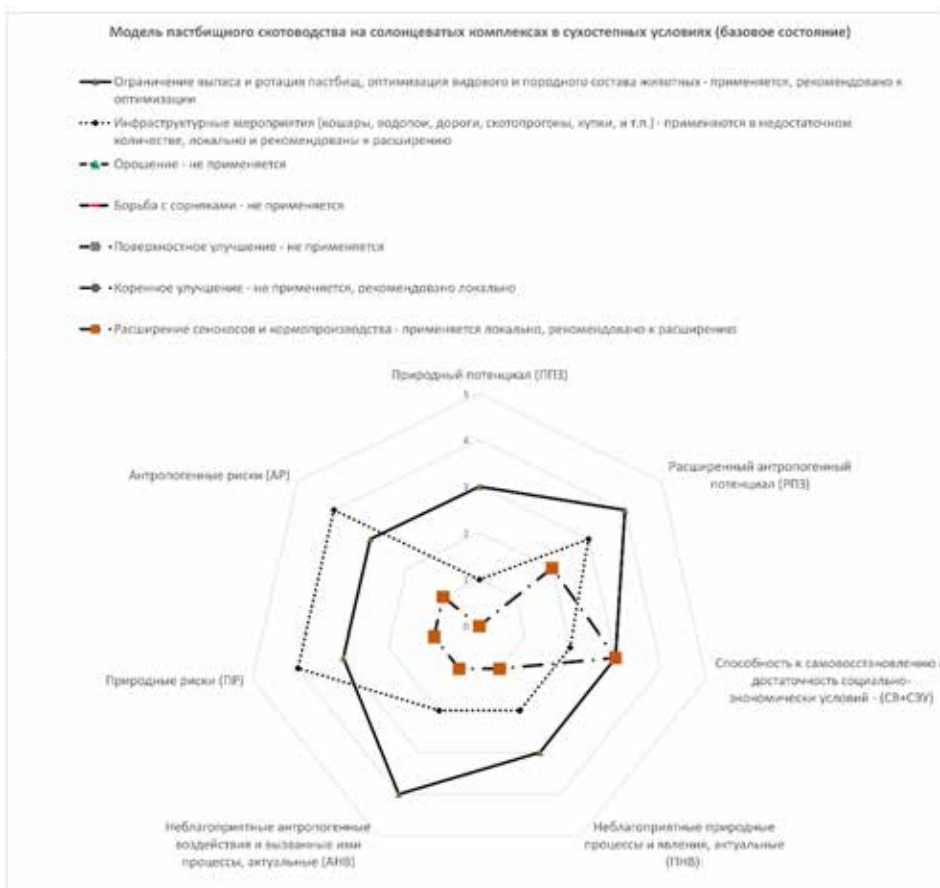 Модель пастбищного скотоводства на солонцеватых комплексах в сухостепных условиях (базовое состояние)
Ограничение выпаса и ротация пастбищ, оптимизация видового и породного состава животных - применяется, рекомендовано к
оптимизации
Инфраструктурные мероприятия (кошары, водопои, дороги, скотопрогоны, купки, и т.п.) - применяются в недостаточном
количестве, локально и рекомендованы к расширению
Орошение - не применяется
Борьба с сорняками - не применяется
Поверхностное улучшение - не применяется
Коренное улучшение - не применяется, рекомендовано локально
Расширение сенокосов и кормопроизводства - применяется локально, рекомендовано к расширению
Природный потенциал (ППЗ)
5
4
3
2
1
0
Расширенный антропогенный
потенциал (РПЗ)
Способность к самовосстановлению и
достаточность социально-
экономически условий - (СВ+СЭУ)
Неблагоприятные природные
процессы и явления, актуальные
(ПНВ)
Неблагоприятные антропогенные
воздействия и вызванные ими
процессы, актуальные (АНВ)
Природные риски (ПР)
Антропогенные риски (АР)